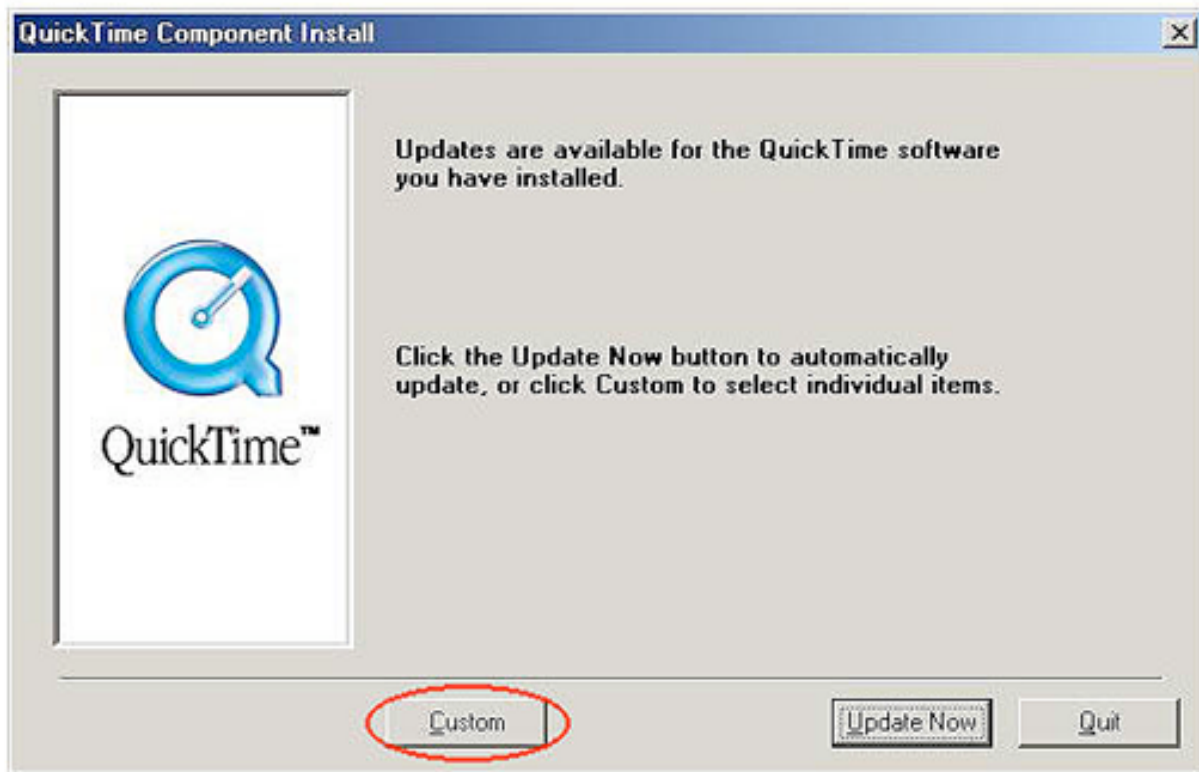 QuickTime Component Install
Updates are available for the QuickTime software
you have installed.
Click the Update Now button to automatically
update, or click Custom to select individual items.
QuickTime™
Custom
Update Now
Quit